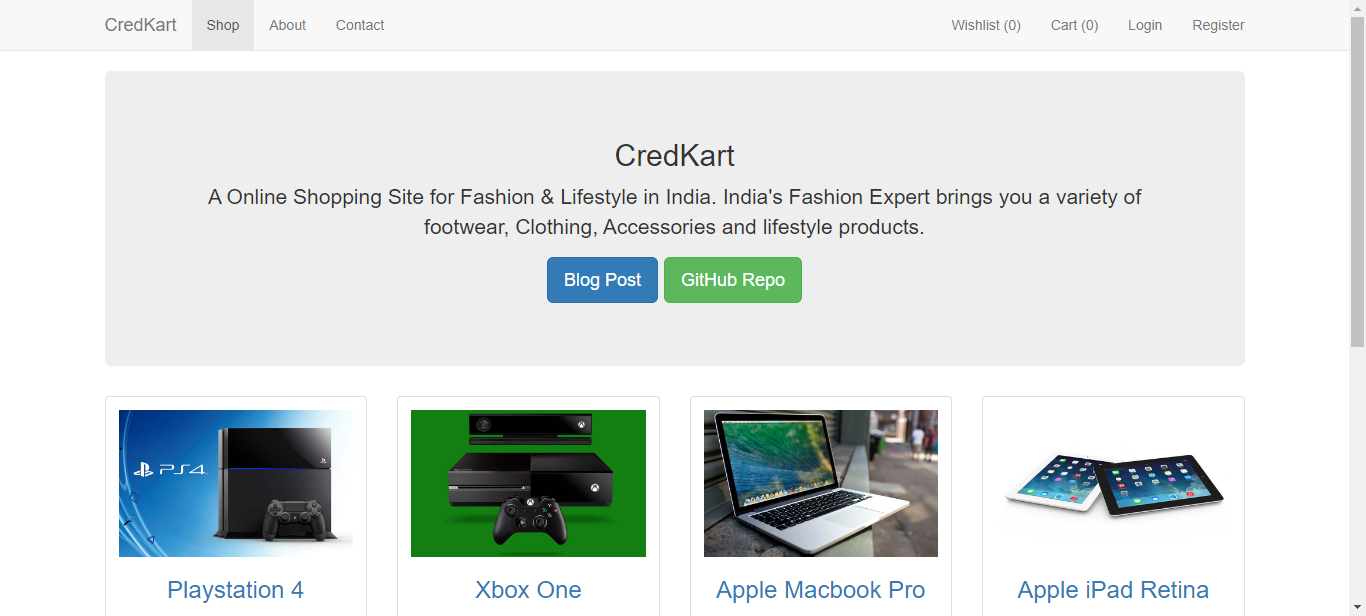 CredKart Shop About Contact Wishlist (0) Cart (0) Login Register
CredKart
A Online Shopping Site for Fashion & Lifestyle in India. India's Fashion Expert brings you a variety of
footwear, Clothing, Accessories and lifestyle products.
Blog Post GitHub Repo
PS4
Playstation 4 Xbox One Apple Macbook Pro Apple iPad Retina